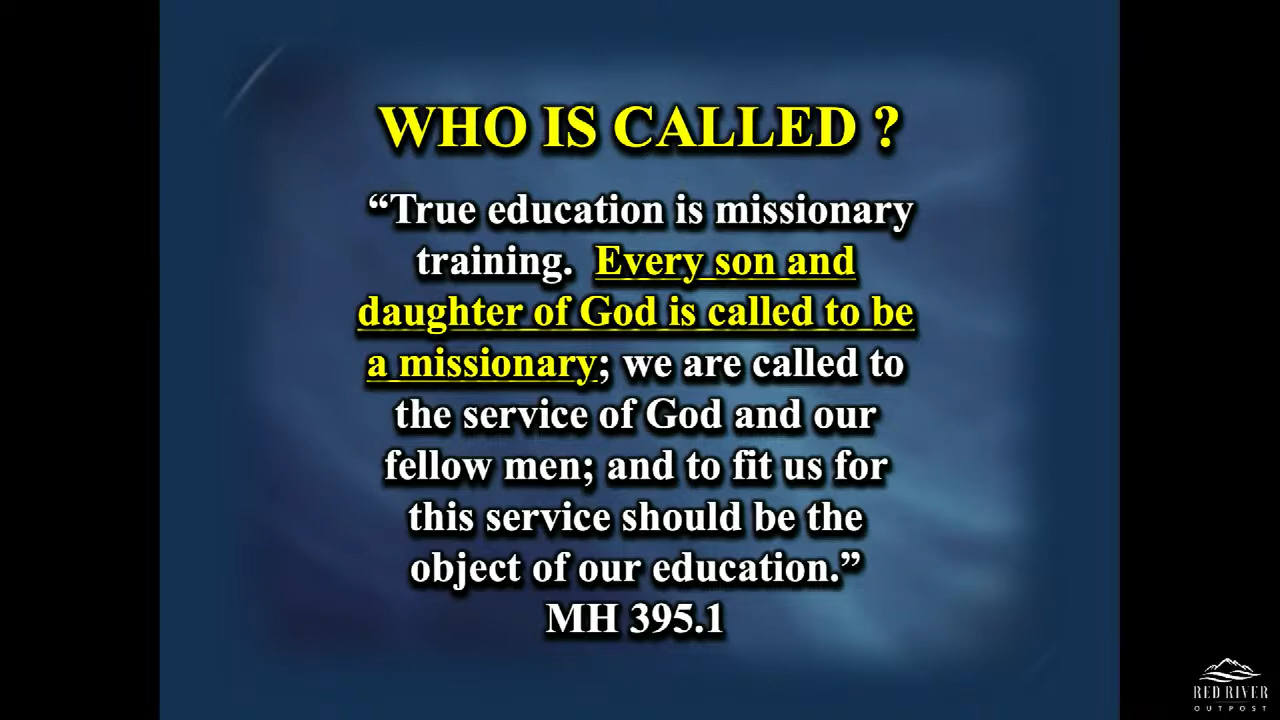 WHO IS CALLED ?
“True education is missionary
training.  Every son and
daughter of God is called to be
a missionary; we are called to
the service of God and our
fellow men; and to fit us for
this service should be the
object of our education.”
MH 395.1
RED RIVER
OUTPOST